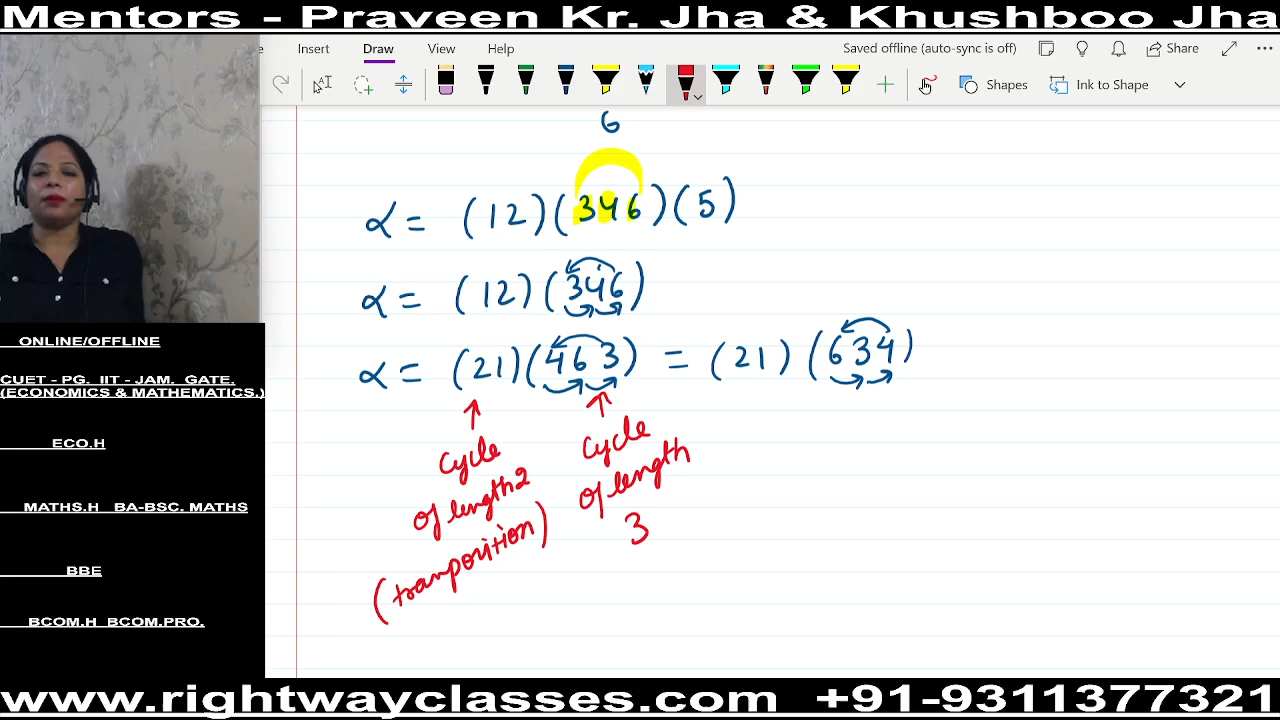 Mentors - Praveen Kr. Jha & Khushboo Jha
Insert Draw View Help Saved offline (auto-sync is off) Share
Shapes Ink to Shape
6
α = (12)(346)(5)
α = (12)(346)
α = (21)(463) = (21)(634)
cycle
of length 2
(tranposition)
cycle
of length
3
ONLINE/OFFLINE
CUET - PG. IIT - JAM. GATE.
(ECONOMICS & MATHEMATICS.)
ECO.H
MATHS.H BA-BSC. MATHS
BBE
BCOM.H BCOM.PRO.
www.rightwayclasses.com +91-9311377321